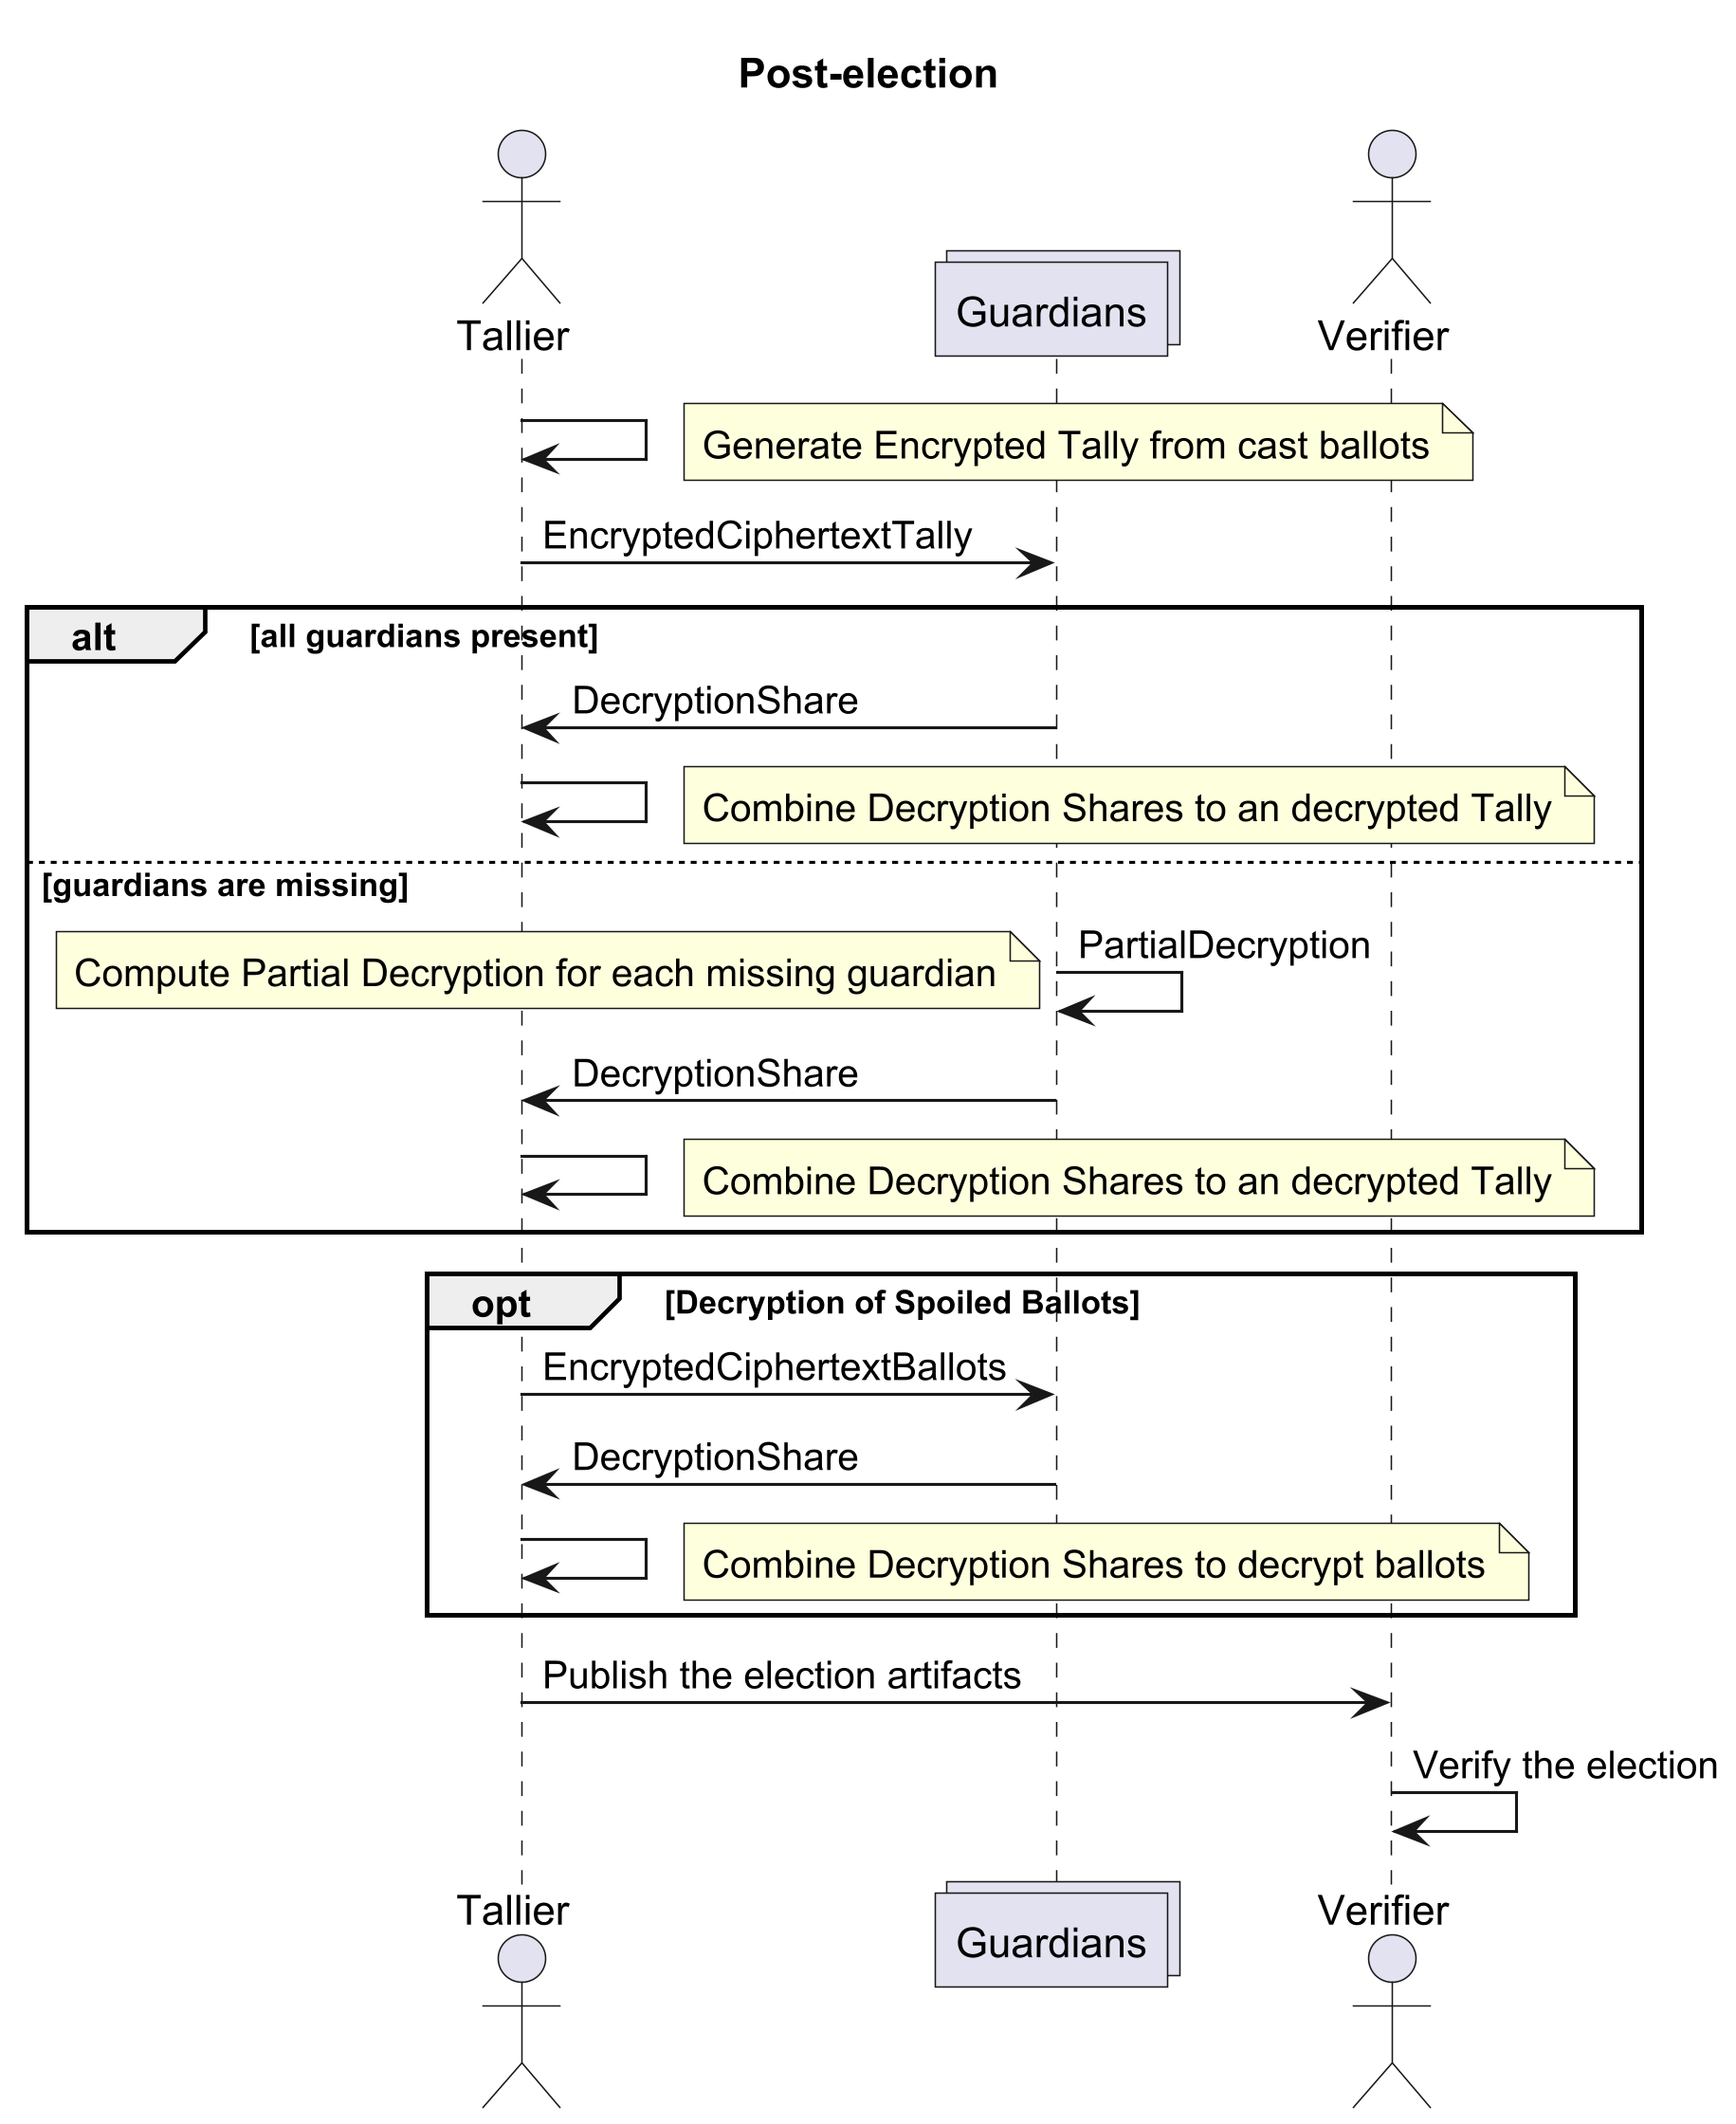 Post-election
Tallier
Guardians
Verifier
Generate Encrypted Tally from cast ballots
EncryptedCiphertextTally
alt
[all guardians present]
DecryptionShare
Combine Decryption Shares to an decrypted Tally
[guardians are missing]
Compute Partial Decryption for each missing guardian
PartialDecryption
DecryptionShare
Combine Decryption Shares to an decrypted Tally
opt
[Decryption of Spoiled Ballots]
EncryptedCiphertextBallots
DecryptionShare
Combine Decryption Shares to decrypt ballots
Publish the election artifacts
Verify the election
Tallier
Guardians
Verifier